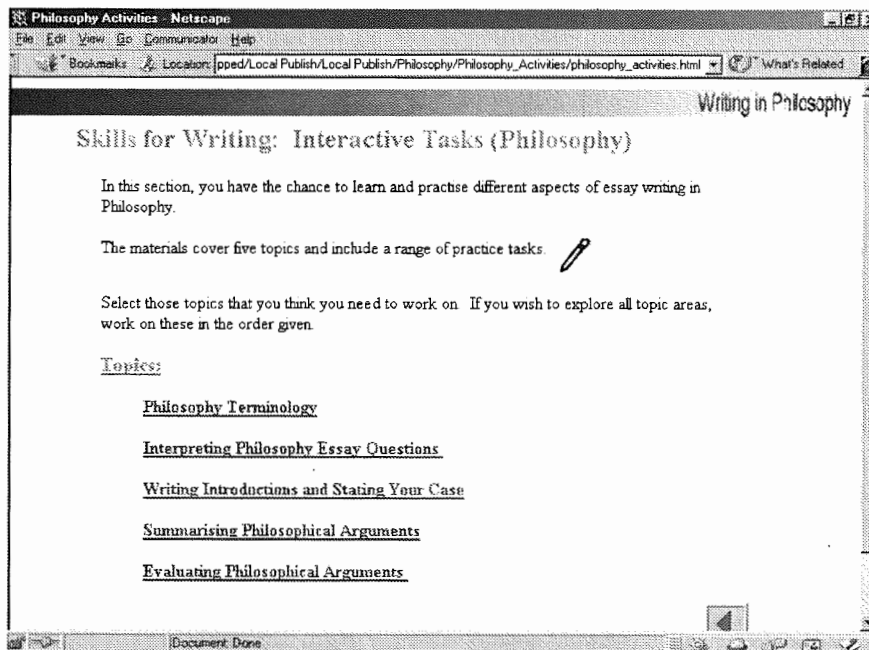 Philosophy Activities - Netscape
File Edit View Go Communicator Help
Bookmarks Location: pped/Local Publish/Local Publish/Philosophy/Philosophy_Activities/philosophy_activities.html What's Related
Writing in Philosophy
Skills for Writing: Interactive Tasks (Philosophy)
In this section, you have the chance to learn and practise different aspects of essay writing in
Philosophy.
The materials cover five topics and include a range of practice tasks.
Select those topics that you think you need to work on. If you wish to explore all topic areas,
work on these in the order given.
Topics:
Philosophy Terminology
Interpreting Philosophy Essay Questions
Writing Introductions and Stating Your Case
Summarising Philosophical Arguments
Evaluating Philosophical Arguments
Document: Done